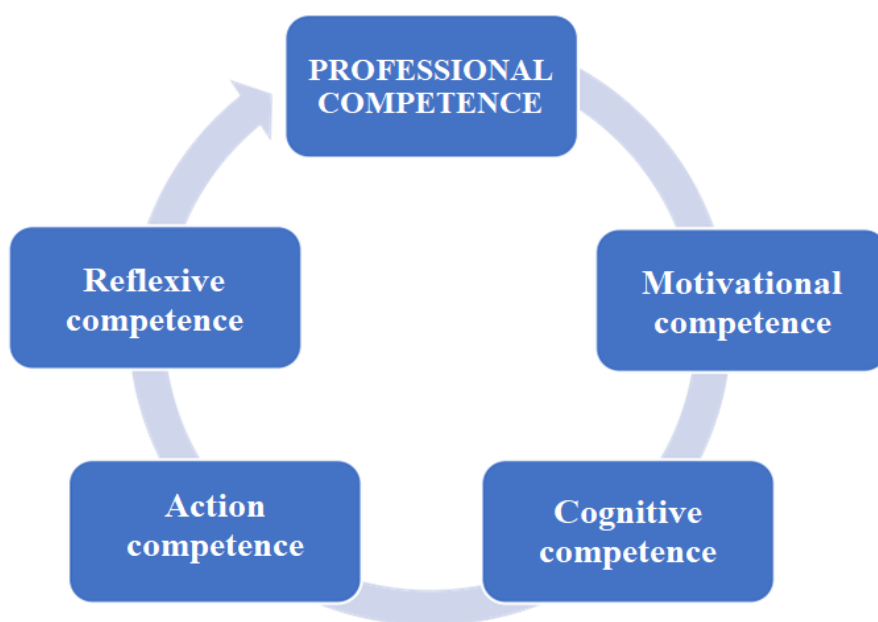 PROFESSIONAL
COMPETENCE
Motivational
competence
Cognitive
competence
Action
competence
Reflexive
competence